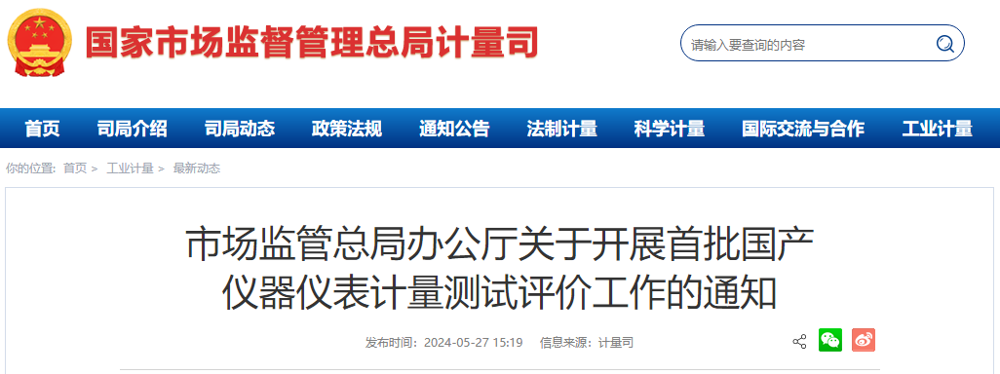 国家市场监督管理总局计量司
请输入要查询的内容
首页 司局介绍 司局动态 政策法规 通知公告 法制计量 科学计量 国际交流与合作 工业计量
你的位置: 首页 > 工业计量 > 最新动态
市场监管总局办公厅关于开展首批国产
仪器仪表计量测试评价工作的通知
发布时间：2024-05-27 15:19 信息来源：计量司